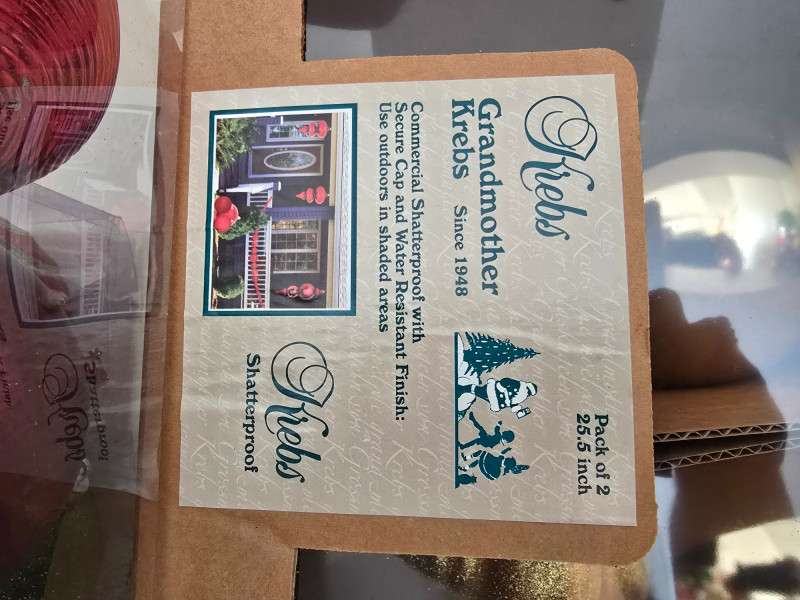 Krebs
Pack of 2
25.5 inch
Grandmother
Krebs Since 1948
Commercial Shatterproof with
Secure Cap and Water Resistant Finish:
Use outdoors in shaded areas
Krebs
Shatterproof